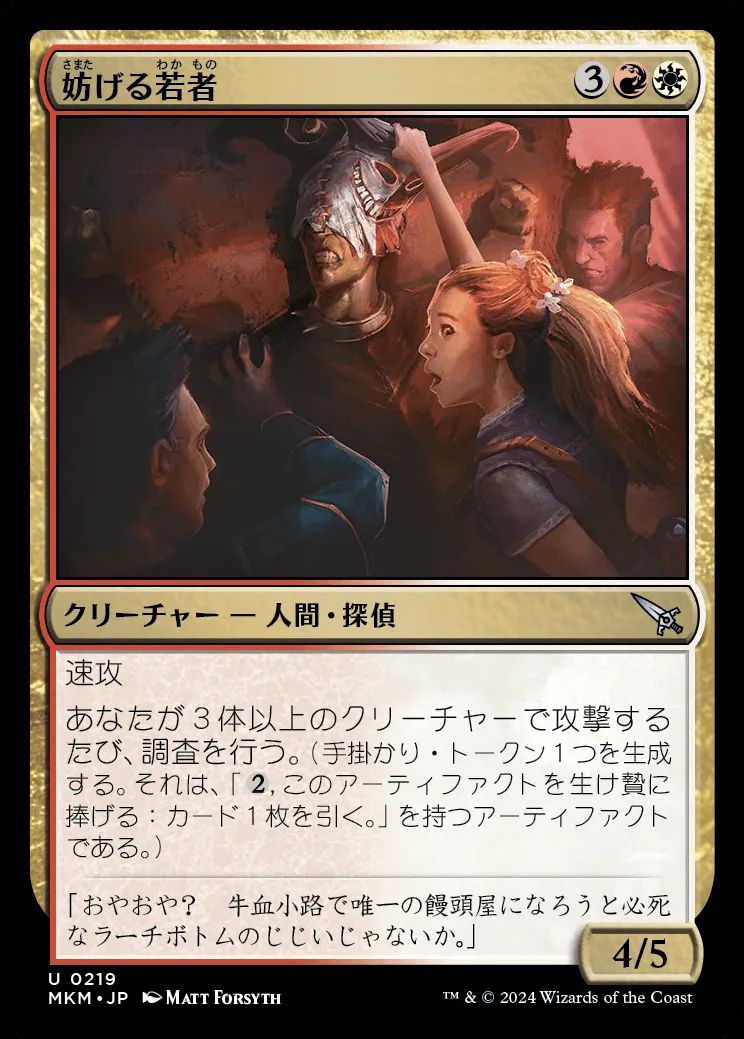 さまた わかもの
妨げる若者 3
クリーチャー — 人間・探偵
速攻
あなたが３体以上のクリーチャーで攻撃する
たび、調査を行う。（手掛かり・トークン１つを生成
する。それは、「2,このアーティファクトを生け贄に
捧げる：カード１枚を引く。」を持つアーティファクト
である。）
「おやおや？　牛血小路で唯一の饅頭屋になろうと必死
なラーチボトムのじじいじゃないか。」
4/5
U 0219
MKM・JP MATT FORSYTH ™ & © 2024 Wizards of the Coast